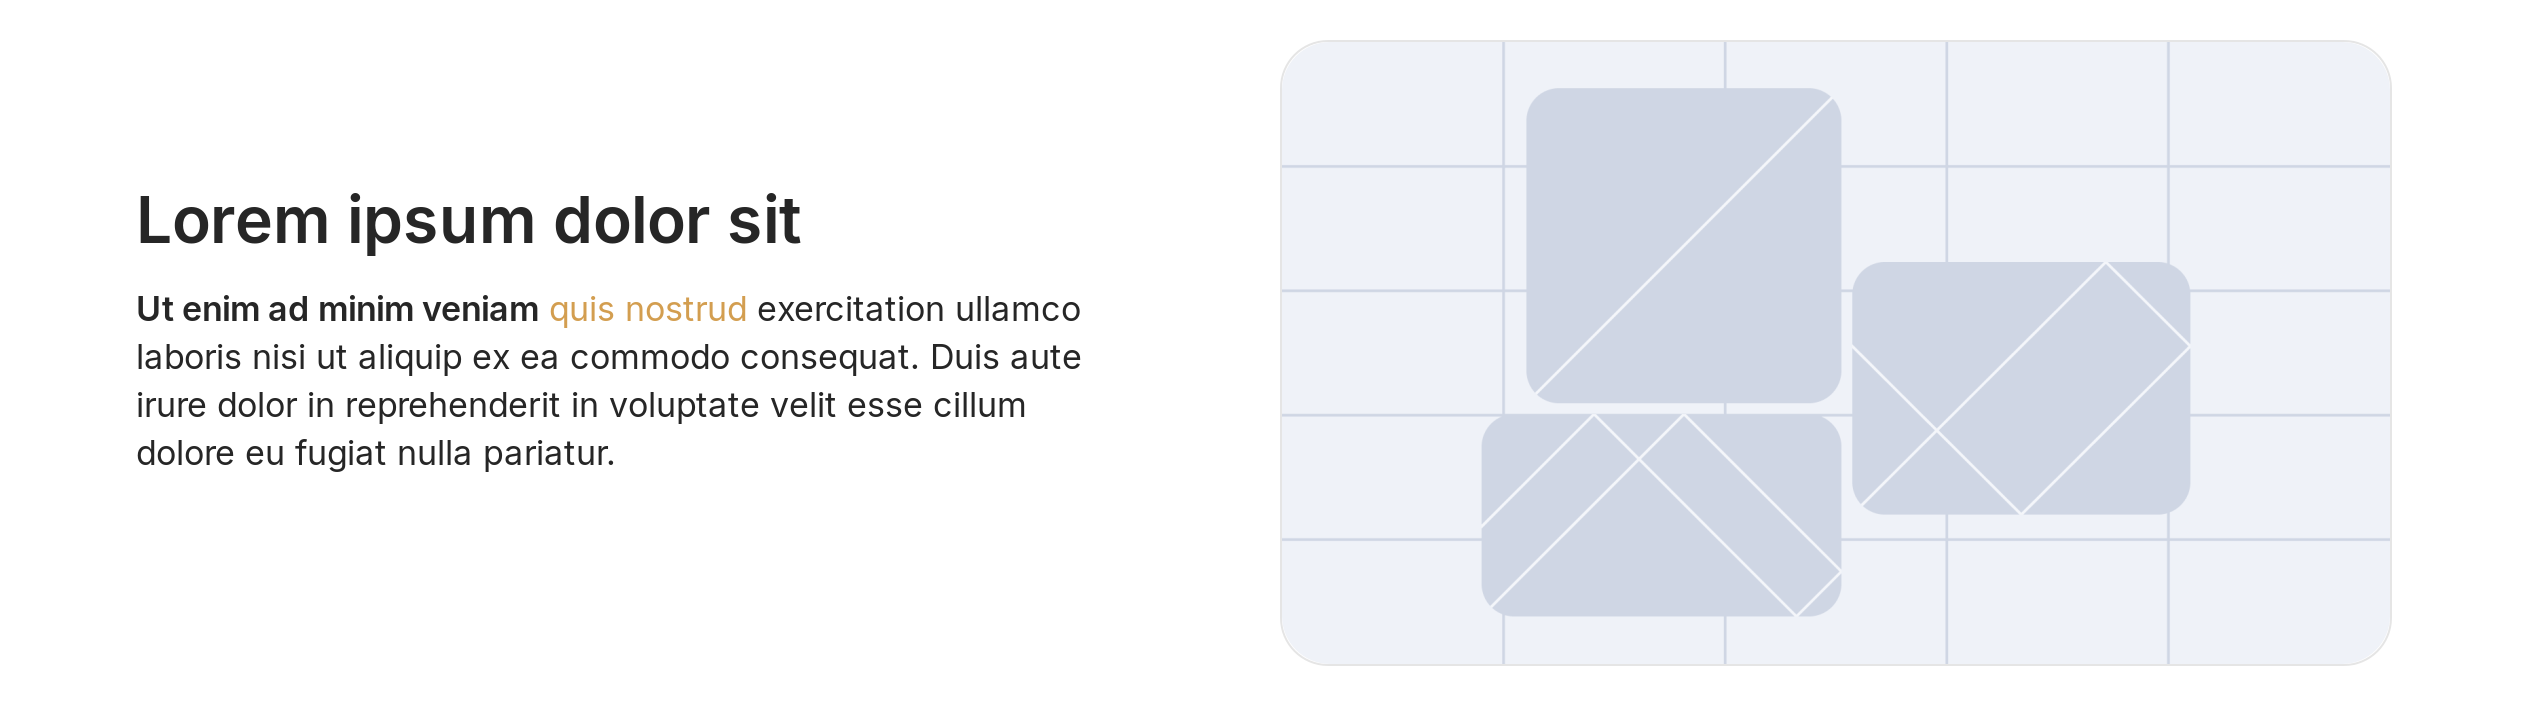 Lorem ipsum dolor sit
Ut enim ad minim veniam quis nostrud exercitation ullamco
laboris nisi ut aliquip ex ea commodo consequat. Duis aute
irure dolor in reprehenderit in voluptate velit esse cillum
dolore eu fugiat nulla pariatur.